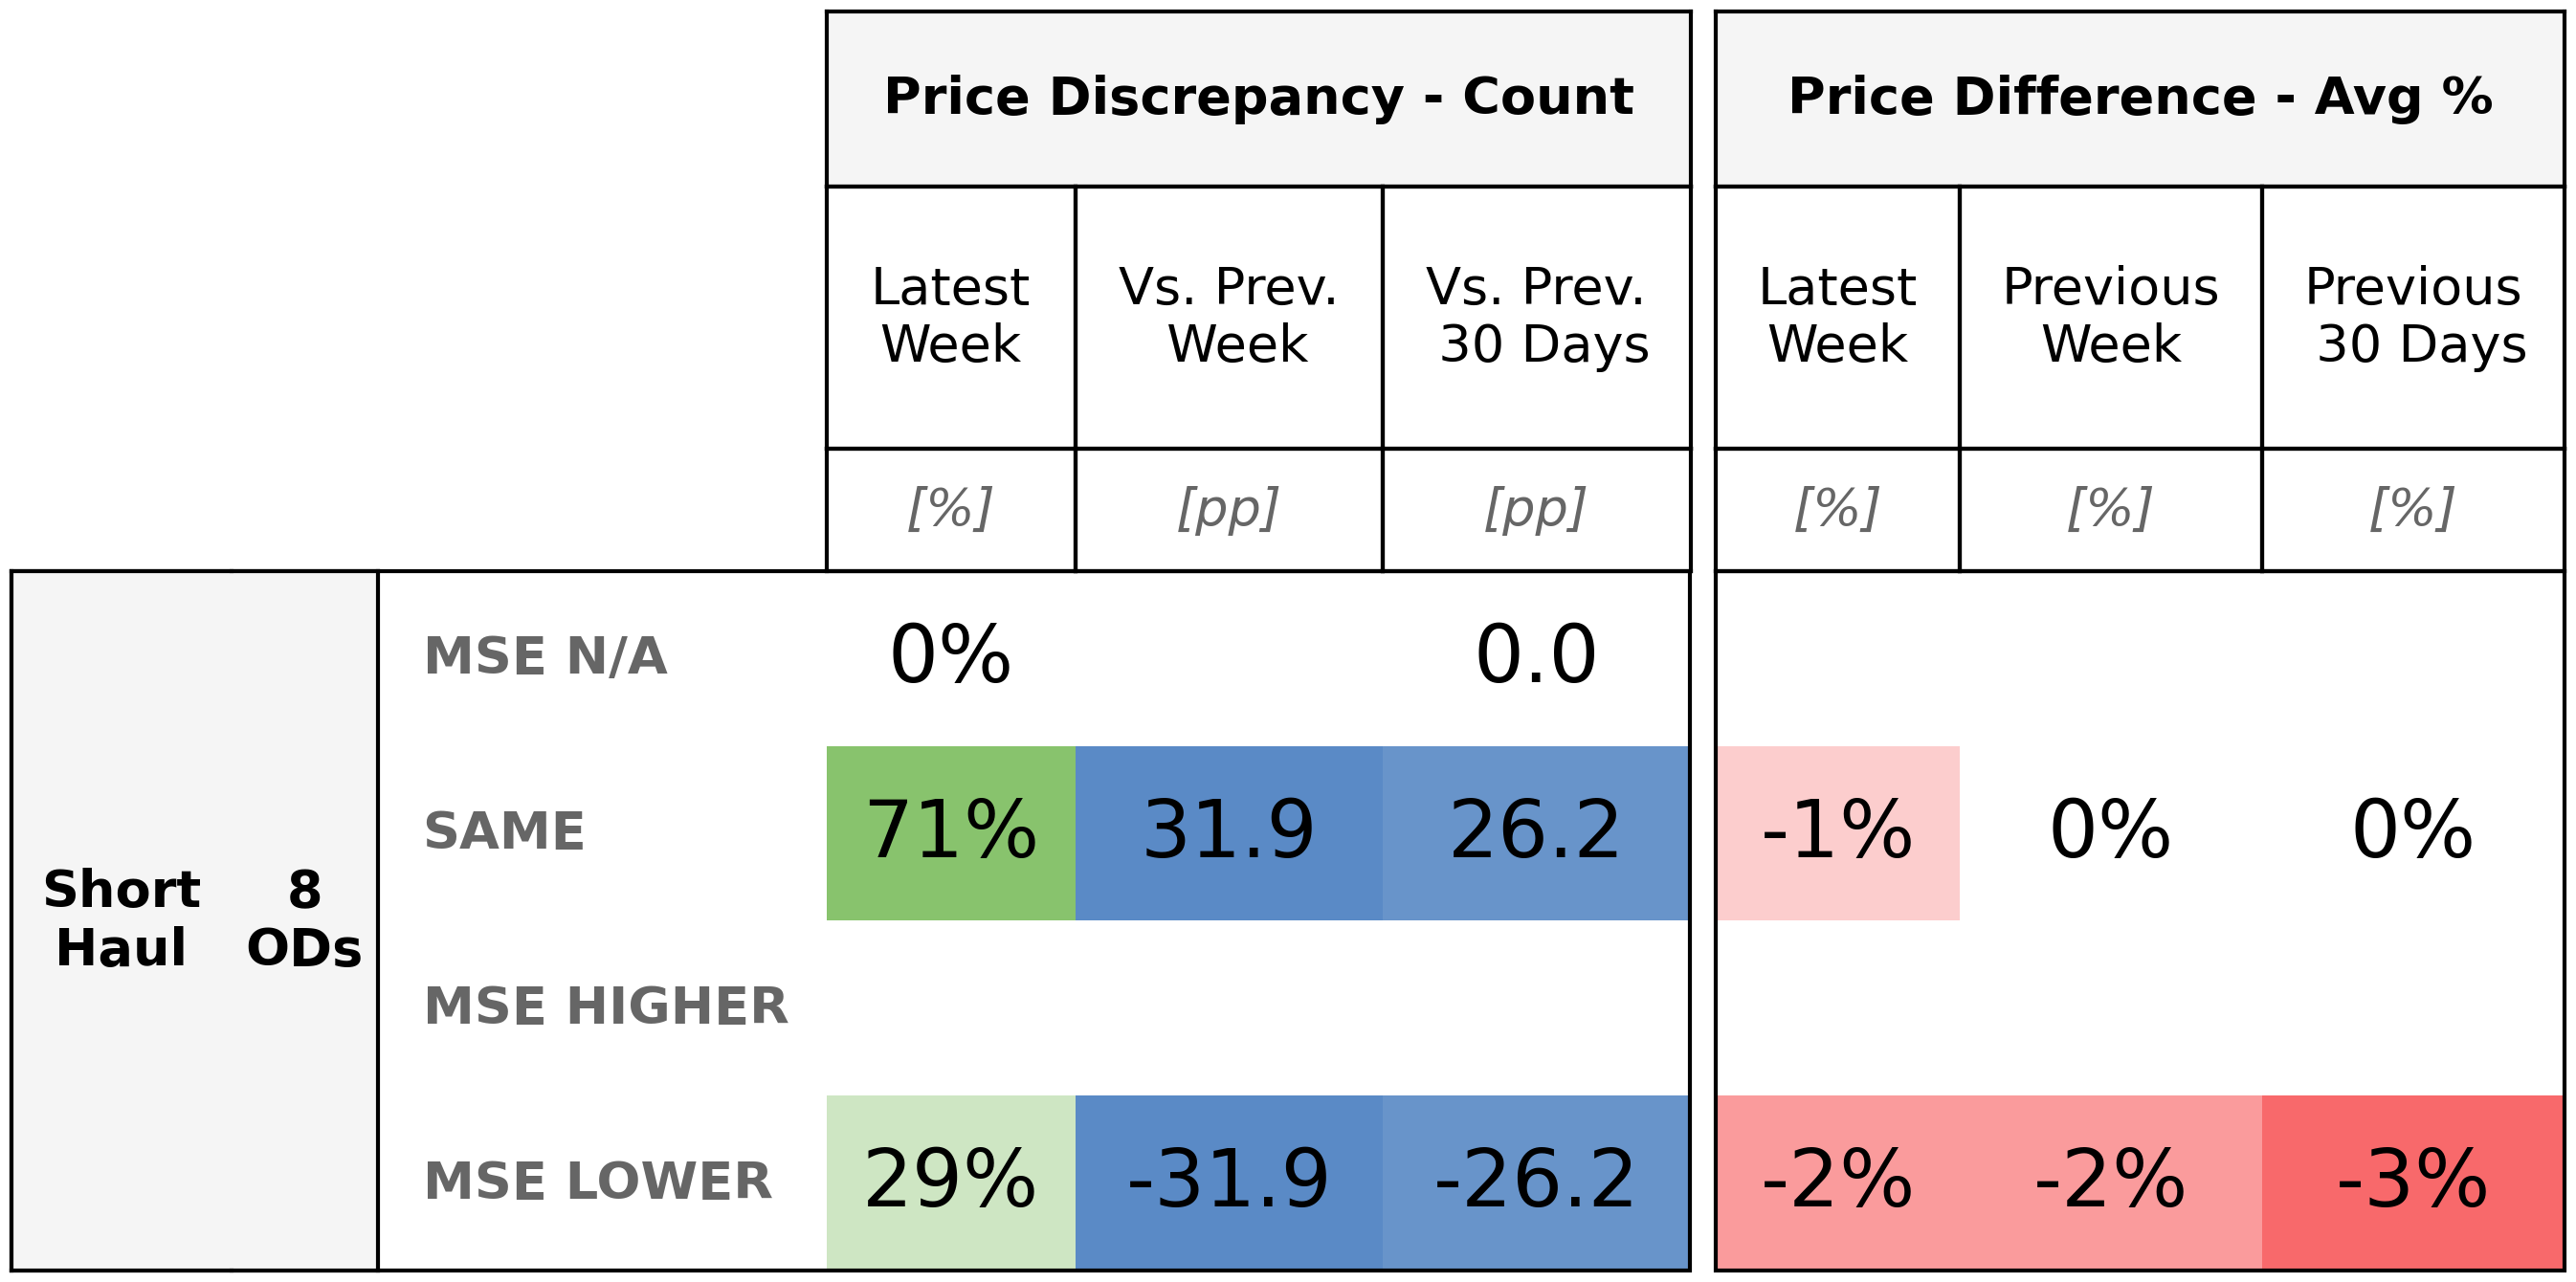 Price Discrepancy - Count
Price Difference - Avg %
Latest
Week
Vs. Prev.
Week
Vs. Prev.
30 Days
Latest
Week
Previous
Week
Previous
30 Days
[%]
[pp]
[pp]
[%]
[%]
[%]
Short
Haul
8
ODs
MSE N/A
0%
0.0
SAME
71%
31.9
26.2
-1%
0%
0%
MSE HIGHER
MSE LOWER
29%
-31.9
-26.2
-2%
-2%
-3%